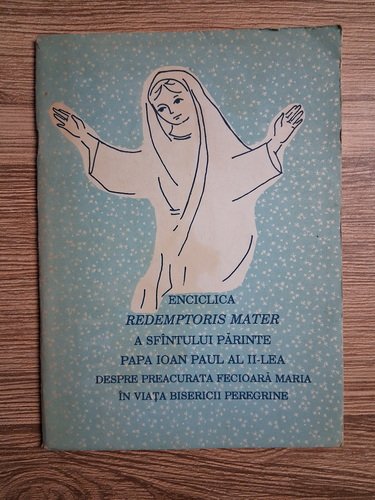 ENCICLICA
REDEMPTORIS MATER
A SFÎNTULUI PĂRINTE
PAPA IOAN PAUL AL II-LEA
DESPRE PREACURATA FECIOARĂ MARIA
ÎN VIAȚA BISERICII PEREGRINE